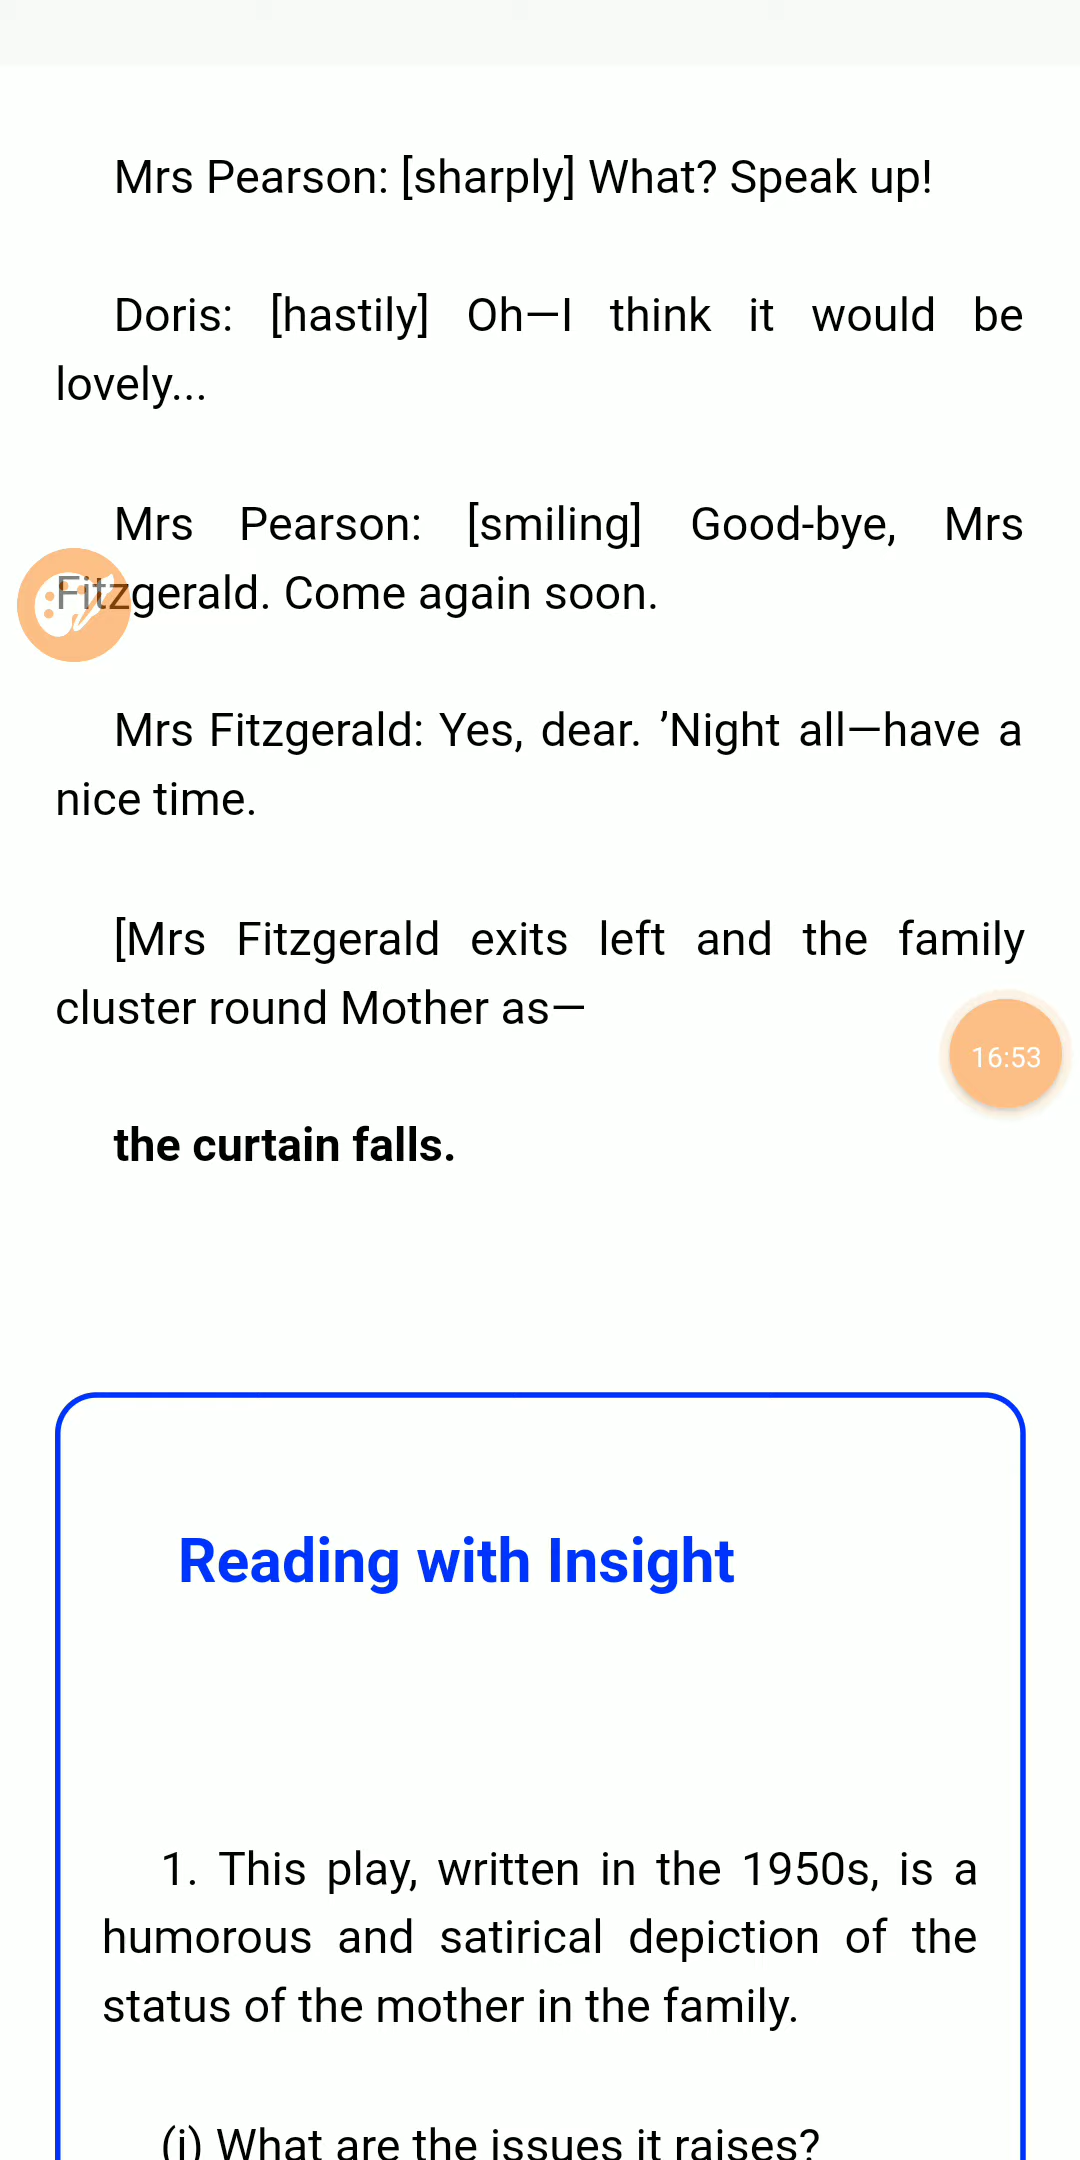 Mrs Pearson: [sharply] What? Speak up!
Doris: [hastily] Oh—I think it would be
lovely...
Mrs Pearson: [smiling] Good-bye, Mrs
Fitzgerald. Come again soon.
Mrs Fitzgerald: Yes, dear. ’Night all—have a
nice time.
[Mrs Fitzgerald exits left and the family
cluster round Mother as—
16:53
the curtain falls.
Reading with Insight
1. This play, written in the 1950s, is a
humorous and satirical depiction of the
status of the mother in the family.
(i) What are the issues it raises?